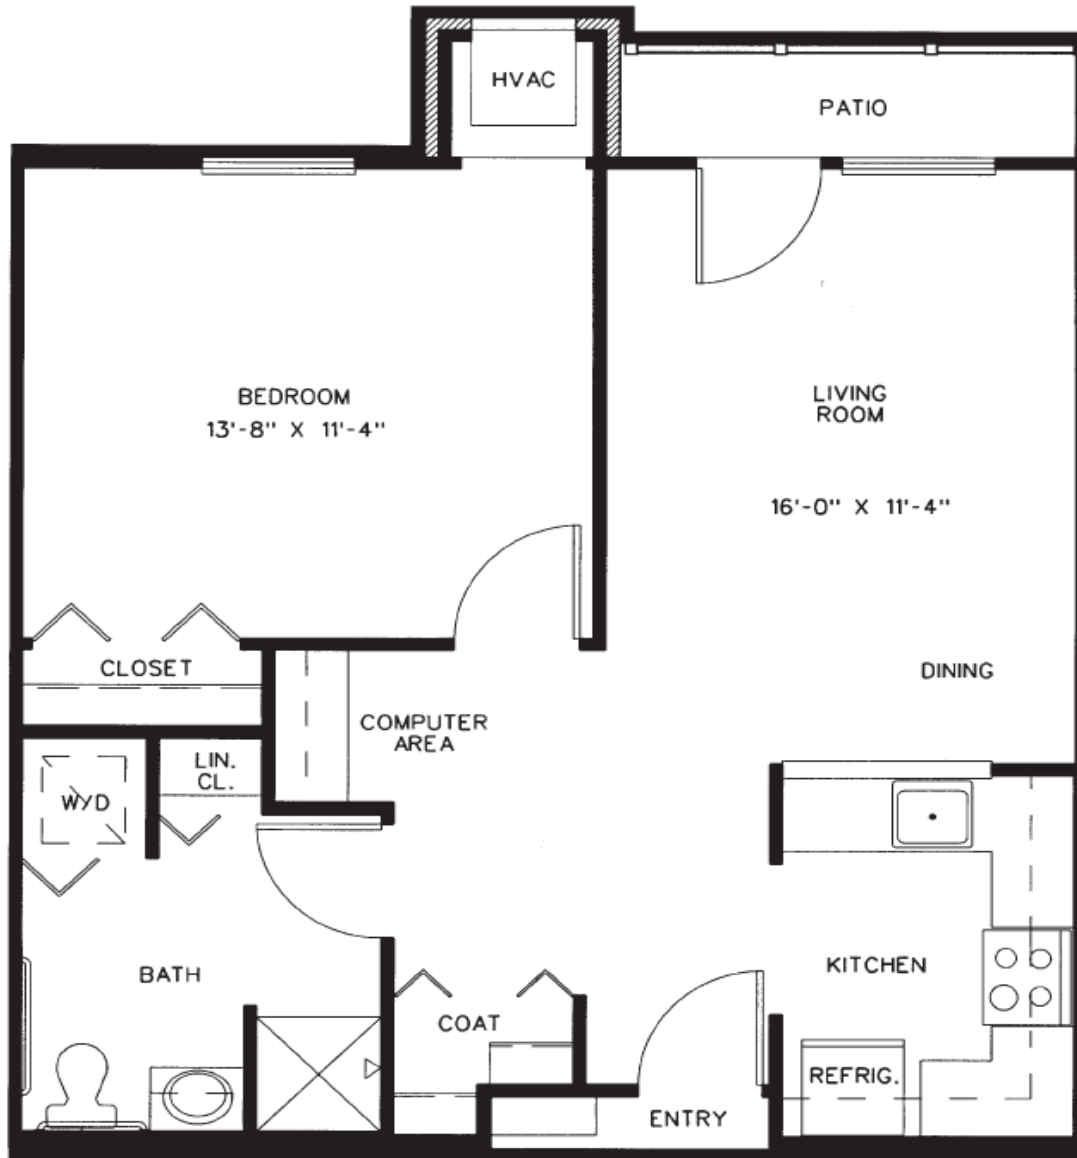 HVAC
PATIO
BEDROOM
13'-8" X 11'-4"
LIVING
ROOM
16'-0" X 11'-4"
CLOSET
DINING
COMPUTER
AREA
LIN.
CL.
W/D
BATH
KITCHEN
COAT
REFRIG.
ENTRY